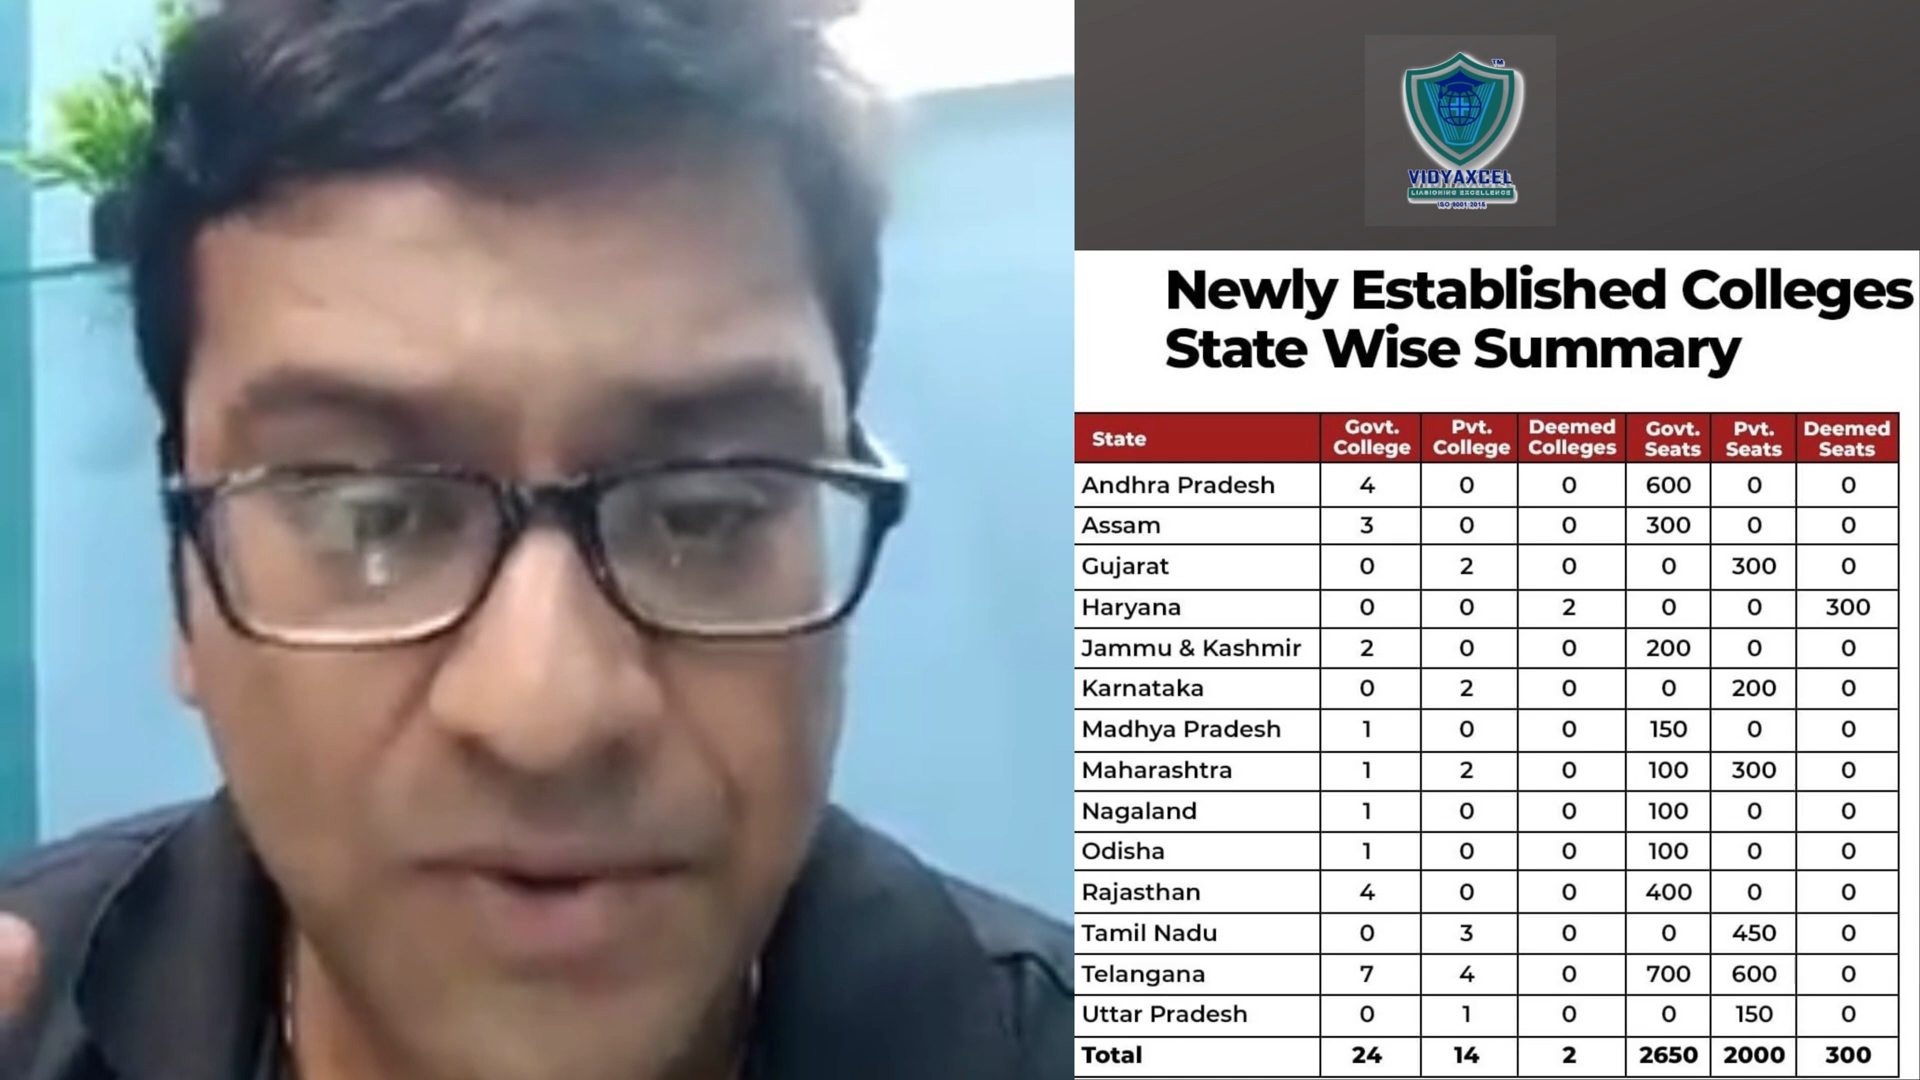 TM
VIDYAXCEL
LIASIONING EXCELLENCE
ISO 9001:2015
Newly Established Colleges
State Wise Summary
State Govt. College Pvt. College Deemed Colleges Govt. Seats Pvt. Seats Deemed Seats
Andhra Pradesh 4 0 0 600 0 0
Assam 3 0 0 300 0 0
Gujarat 0 2 0 0 300 0
Haryana 0 0 2 0 0 300
Jammu & Kashmir 2 0 0 200 0 0
Karnataka 0 2 0 0 200 0
Madhya Pradesh 1 0 0 150 0 0
Maharashtra 1 2 0 100 300 0
Nagaland 1 0 0 100 0 0
Odisha 1 0 0 100 0 0
Rajasthan 4 0 0 400 0 0
Tamil Nadu 0 3 0 0 450 0
Telangana 7 4 0 700 600 0
Uttar Pradesh 0 1 0 0 150 0
Total 24 14 2 2650 2000 300